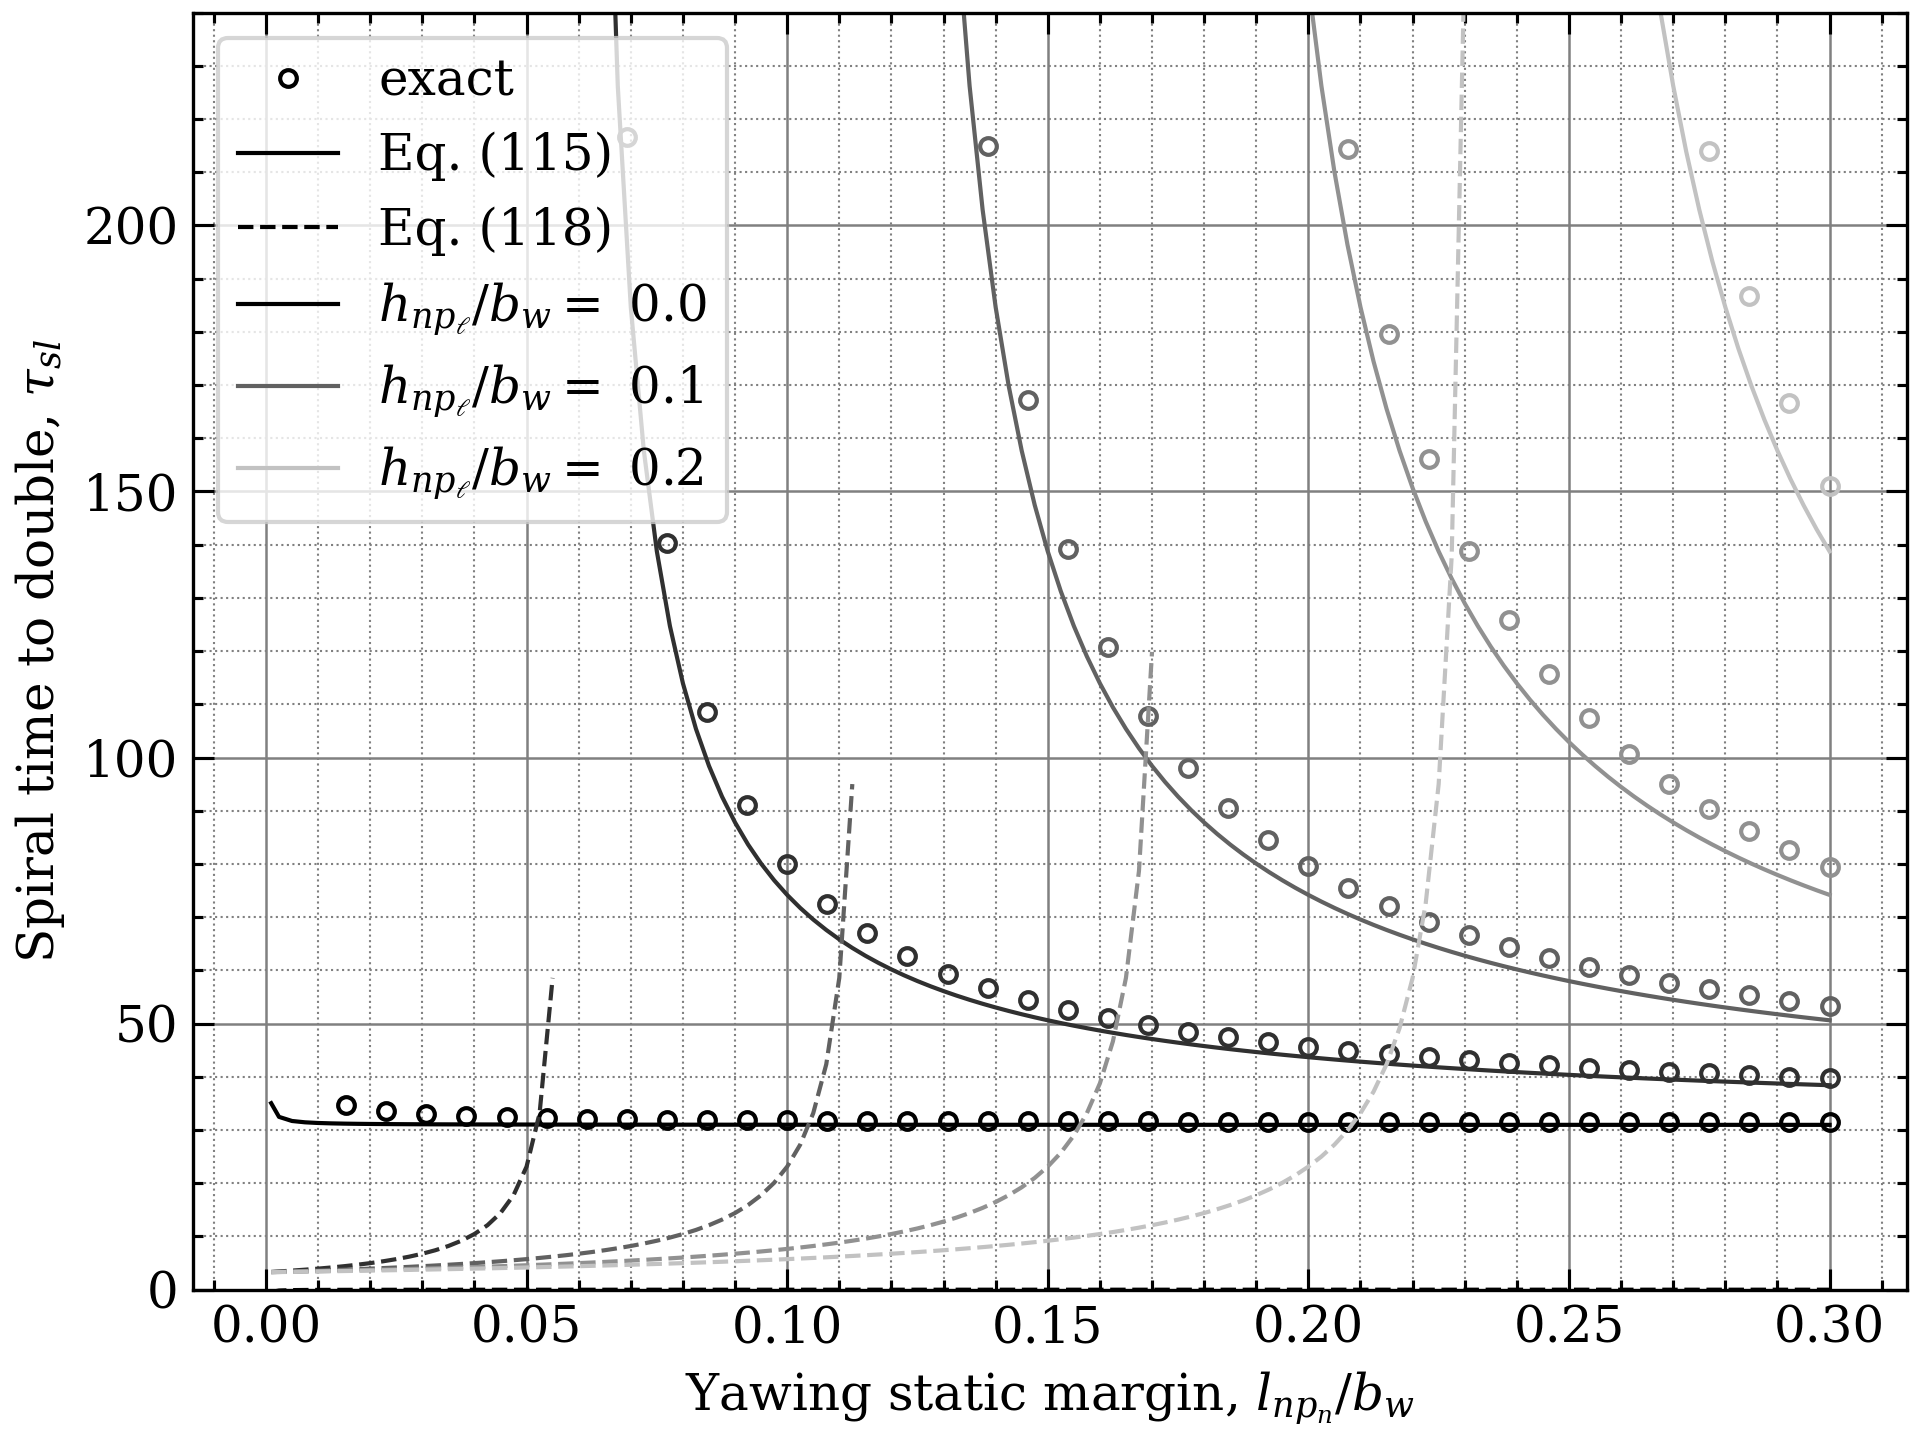 exact
Eq. (115)
Eq. (118)
h_{np_ℓ}/b_w = 0.0
h_{np_ℓ}/b_w = 0.1
h_{np_ℓ}/b_w = 0.2
Spiral time to double, τ_{sl}
200
150
100
50
0
0.00 0.05 0.10 0.15 0.20 0.25 0.30
Yawing static margin, l_{np_n}/b_w